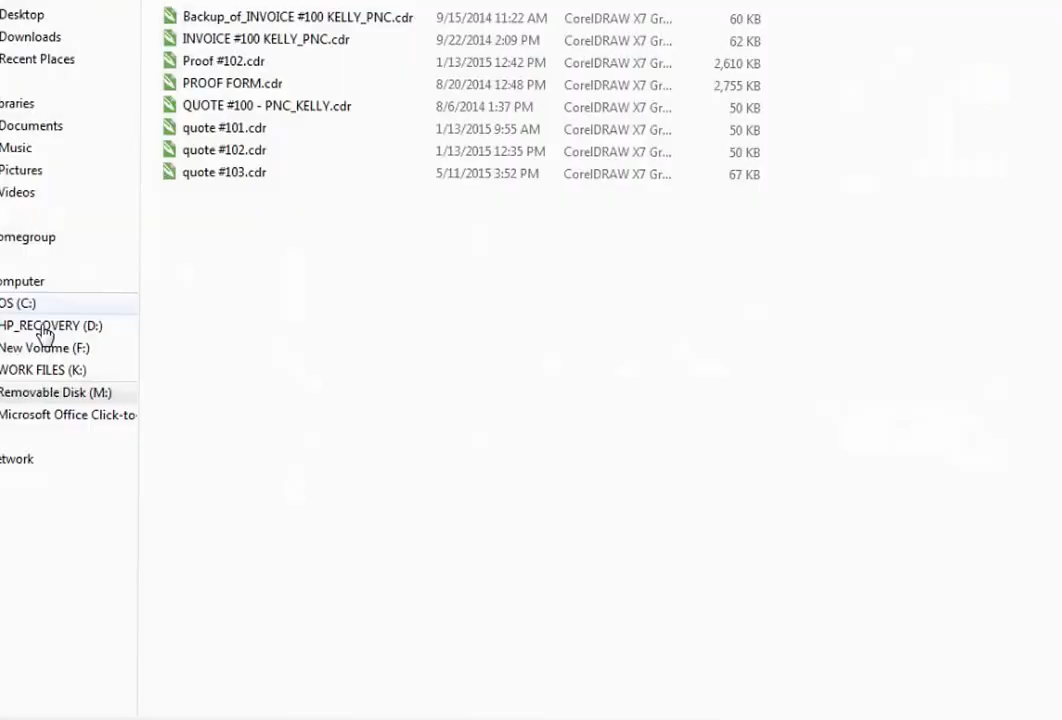 Desktop
Downloads
Recent Places
braries
Documents
Music
Pictures
Videos
omegroup
omputer
OS (C:)
HP_RECOVERY (D:)
New Volume (F:)
WORK FILES (K:)
Removable Disk (M:)
Microsoft Office Click-to-
etwork
Backup_of_INVOICE #100 KELLY_PNC.cdr 9/15/2014 11:22 AM CorelDRAW X7 Gr... 60 KB
INVOICE #100 KELLY_PNC.cdr 9/22/2014 2:09 PM CorelDRAW X7 Gr... 62 KB
Proof #102.cdr 1/13/2015 12:42 PM CorelDRAW X7 Gr... 2,610 KB
PROOF FORM.cdr 8/20/2014 12:48 PM CorelDRAW X7 Gr... 2,755 KB
QUOTE #100 - PNC_KELLY.cdr 8/6/2014 1:37 PM CorelDRAW X7 Gr... 50 KB
quote #101.cdr 1/13/2015 9:55 AM CorelDRAW X7 Gr... 50 KB
quote #102.cdr 1/13/2015 12:35 PM CorelDRAW X7 Gr... 50 KB
quote #103.cdr 5/11/2015 3:52 PM CorelDRAW X7 Gr... 67 KB